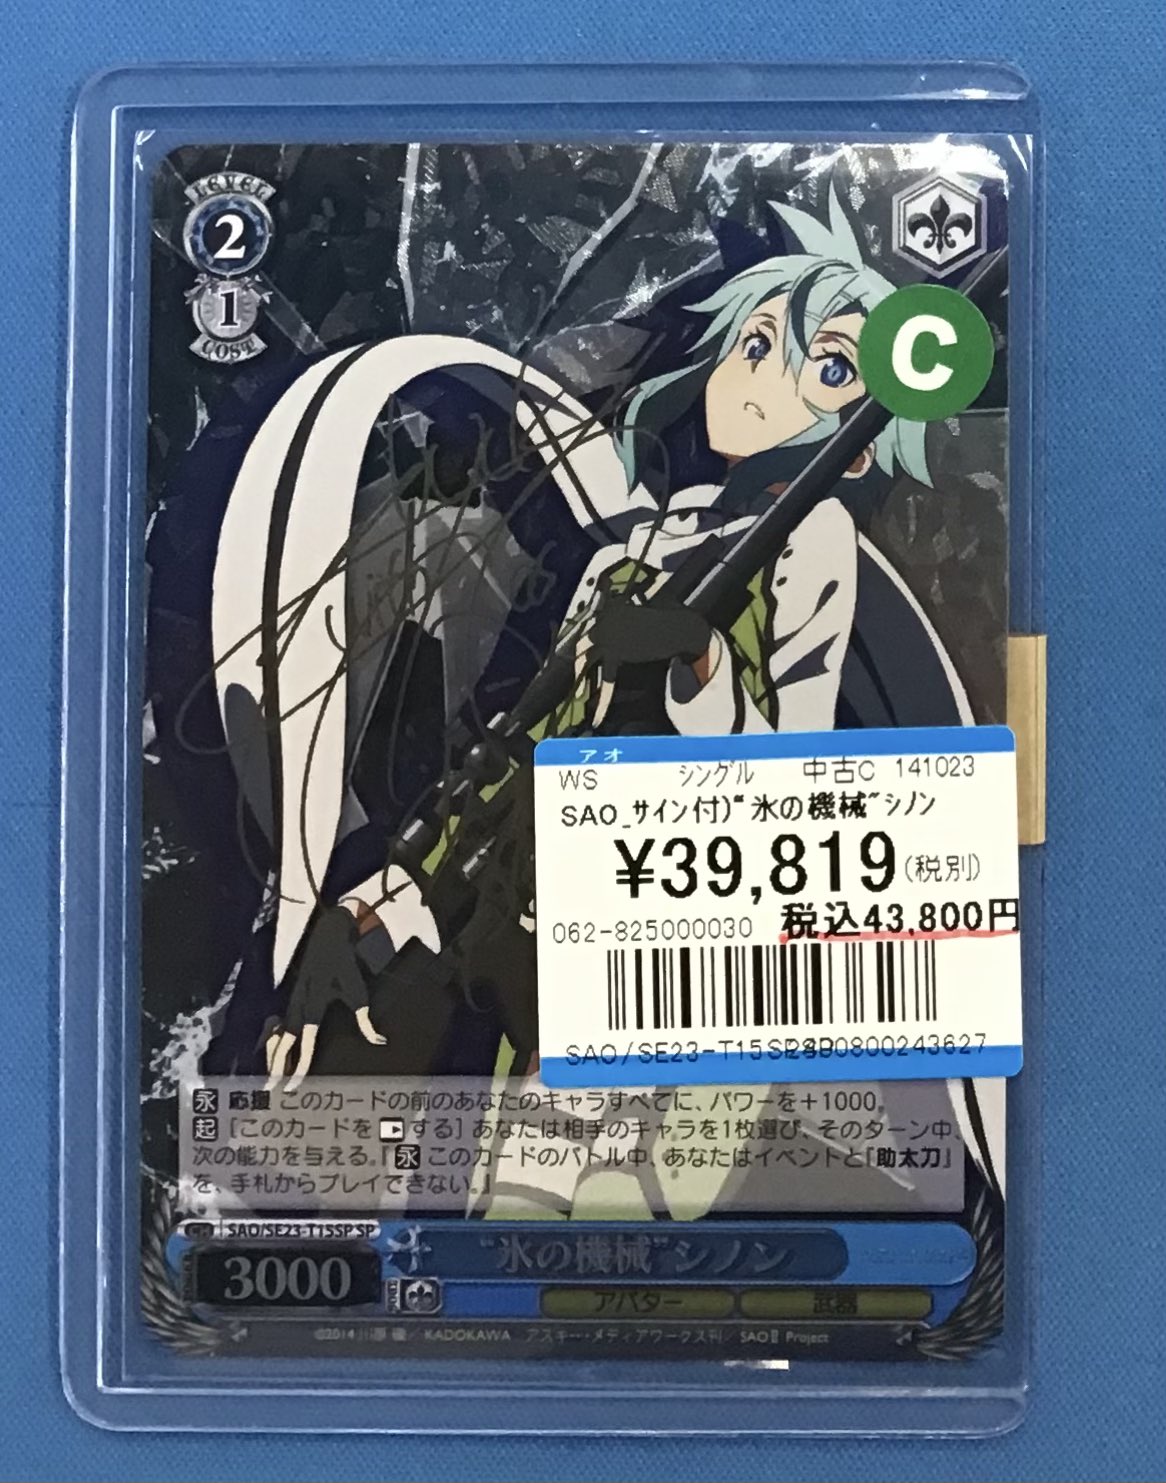 LEVEL
2
1
COST
C
アオ
WS シングル 中古C 141023
SAO_サイン付)“氷の機械”シノン
¥39,819(税別)
062-825000030 税込43,800円
永 応援 このカードの前のあなたのキャラすべてに、パワーを+1000。
起 [このカードを する] あなたは相手のキャラを1枚選び、そのターン中、
次の能力を与える。『永 このカードのバトル中、あなたはイベントと『助太刀』
を、手札からプレイできない。』
SAO/SE23-T15SP SP
“氷の機械”シノン
3000
アバター 武器
©2014 川原 礫/KADOKAWA アスキー・メディアワークス刊/SAOⅡ Project